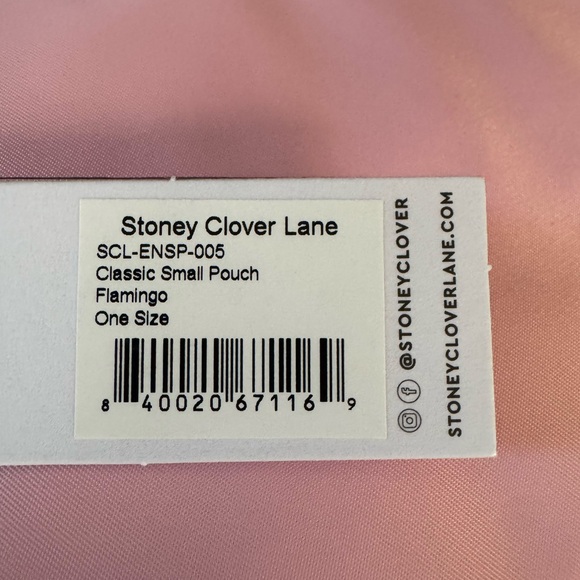 Stoney Clover Lane
SCL-ENSP-005
Classic Small Pouch
Flamingo
One Size
8 40020 67116 9
@STONEYCLOVER
STONEYCLOVERLANE.COM